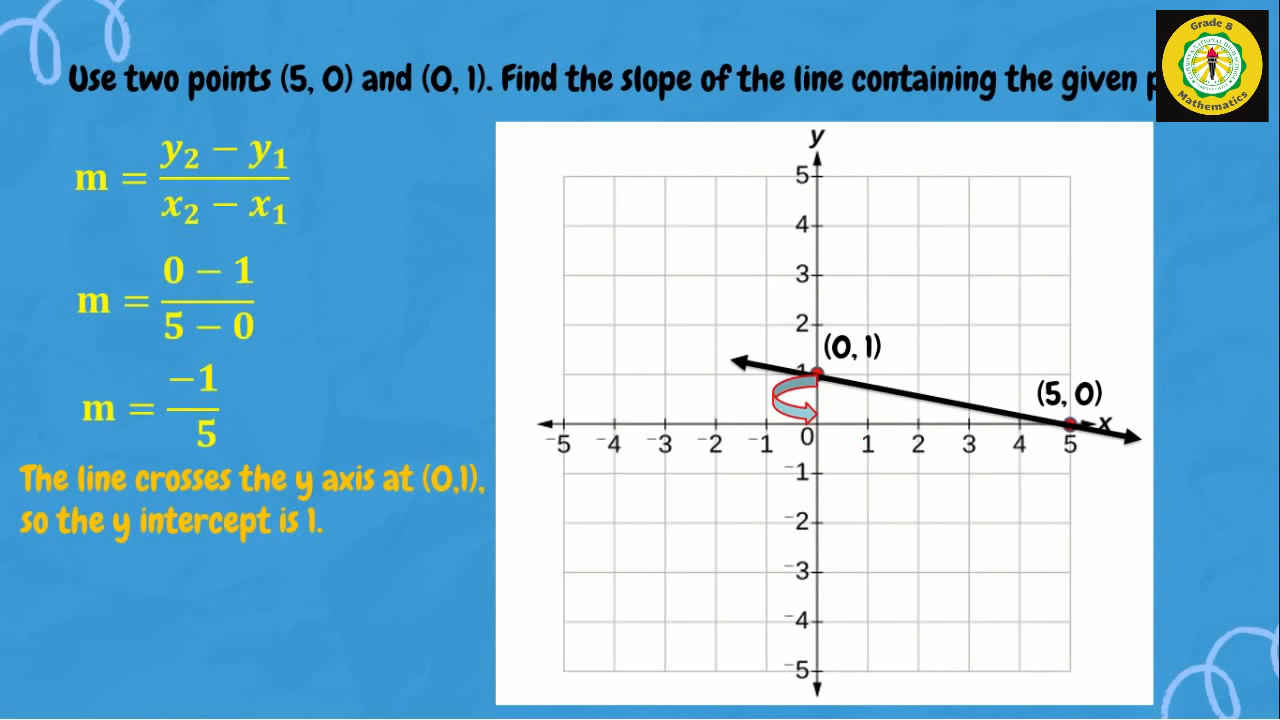 Use two points (5, 0) and (0, 1). Find the slope of the line containing the given
Grade 8
Mathematics
m = y₂ − y₁ / x₂ − x₁
m = 0 − 1 / 5 − 0
m = −1 / 5
The line crosses the y axis at (0,1),
so the y intercept is 1.
y
5
4
3
2
1
(0, 1)
(5, 0)
x
-5 -4 -3 -2 -1 0 1 2 3 4 5
-1
-2
-3
-4
-5